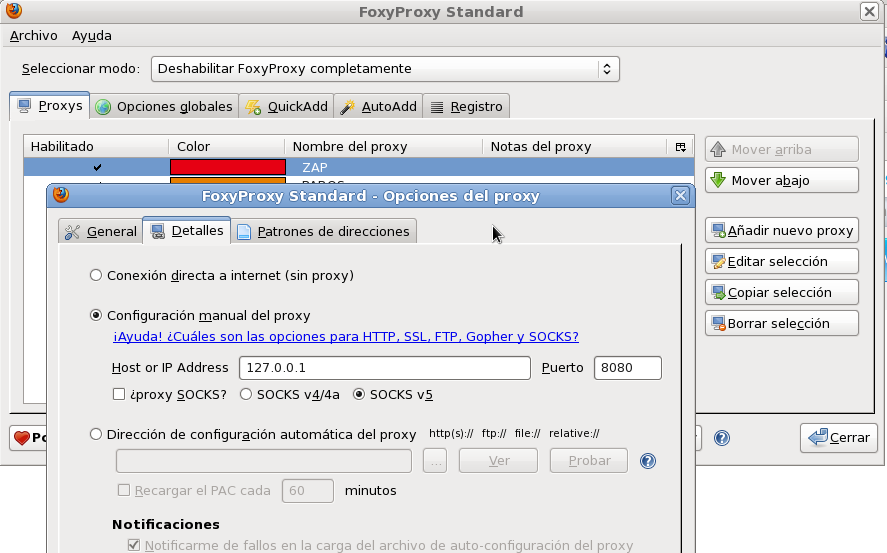 FoxyProxy Standard
Archivo Ayuda
Seleccionar modo: Deshabilitar FoxyProxy completamente
Proxys Opciones globales QuickAdd AutoAdd Registro
Habilitado Color Nombre del proxy Notas del proxy
ZAP
Mover arriba
Mover abajo
Añadir nuevo proxy
Editar selección
Copiar selección
Borrar selección
Cerrar
FoxyProxy Standard - Opciones del proxy
General Detalles Patrones de direcciones
Conexión directa a internet (sin proxy)
Configuración manual del proxy
¡Ayuda! ¿Cuáles son las opciones para HTTP, SSL, FTP, Gopher y SOCKS?
Host or IP Address 127.0.0.1 Puerto 8080
¿proxy SOCKS? SOCKS v4/4a SOCKS v5
Dirección de configuración automática del proxy http(s):// ftp:// file:// relative://
... Ver Probar
Recargar el PAC cada 60 minutos
Notificaciones
Notificarme de fallos en la carga del archivo de auto-configuración del proxy